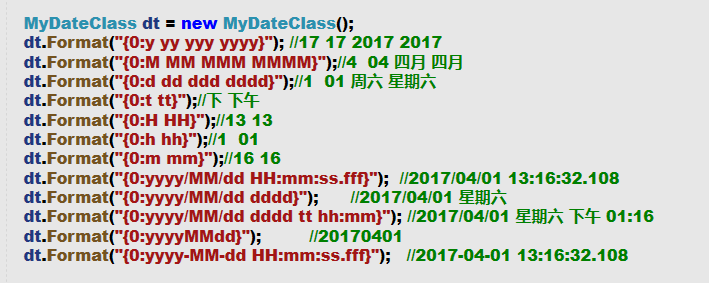 MyDateClass dt = new MyDateClass();
dt.Format("{0:y yy yyy yyyy}"); //17 17 2017 2017
dt.Format("{0:M MM MMM MMMM}");//4  04 四月 四月
dt.Format("{0:d dd ddd dddd}");//1  01 周六 星期六
dt.Format("{0:t tt}");//下 下午
dt.Format("{0:H HH}");//13 13
dt.Format("{0:h hh}");//1  01
dt.Format("{0:m mm}");//16 16
dt.Format("{0:yyyy/MM/dd HH:mm:ss.fff}");  //2017/04/01 13:16:32.108
dt.Format("{0:yyyy/MM/dd dddd}");      //2017/04/01 星期六
dt.Format("{0:yyyy/MM/dd dddd tt hh:mm}"); //2017/04/01 星期六 下午 01:16
dt.Format("{0:yyyyMMdd}");         //20170401
dt.Format("{0:yyyy-MM-dd HH:mm:ss.fff}");   //2017-04-01 13:16:32.108